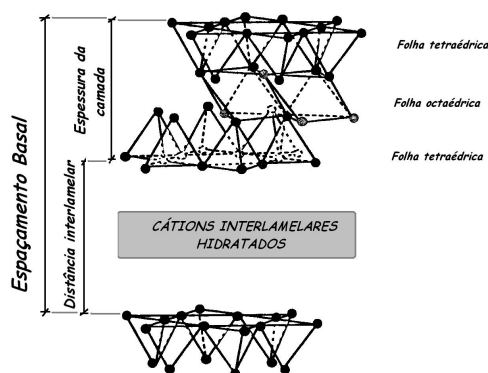 Espaçamento Basal
Espessura da
camada
Distância interlamelar
Folha tetraédrica
Folha octaédrica
Folha tetraédrica
CÁTIONS INTERLAMELARES
HIDRATADOS